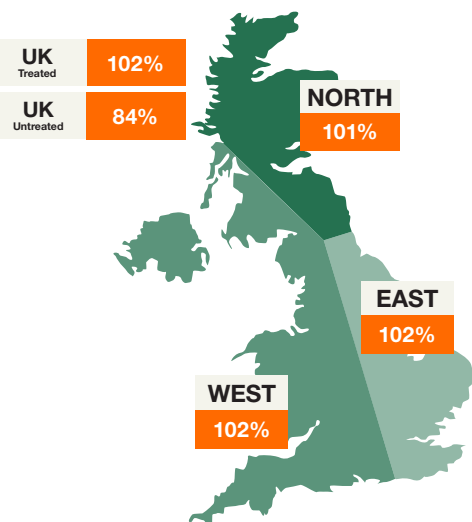 UK
Treated
102%
UK
Untreated
84%
NORTH
101%
EAST
102%
WEST
102%